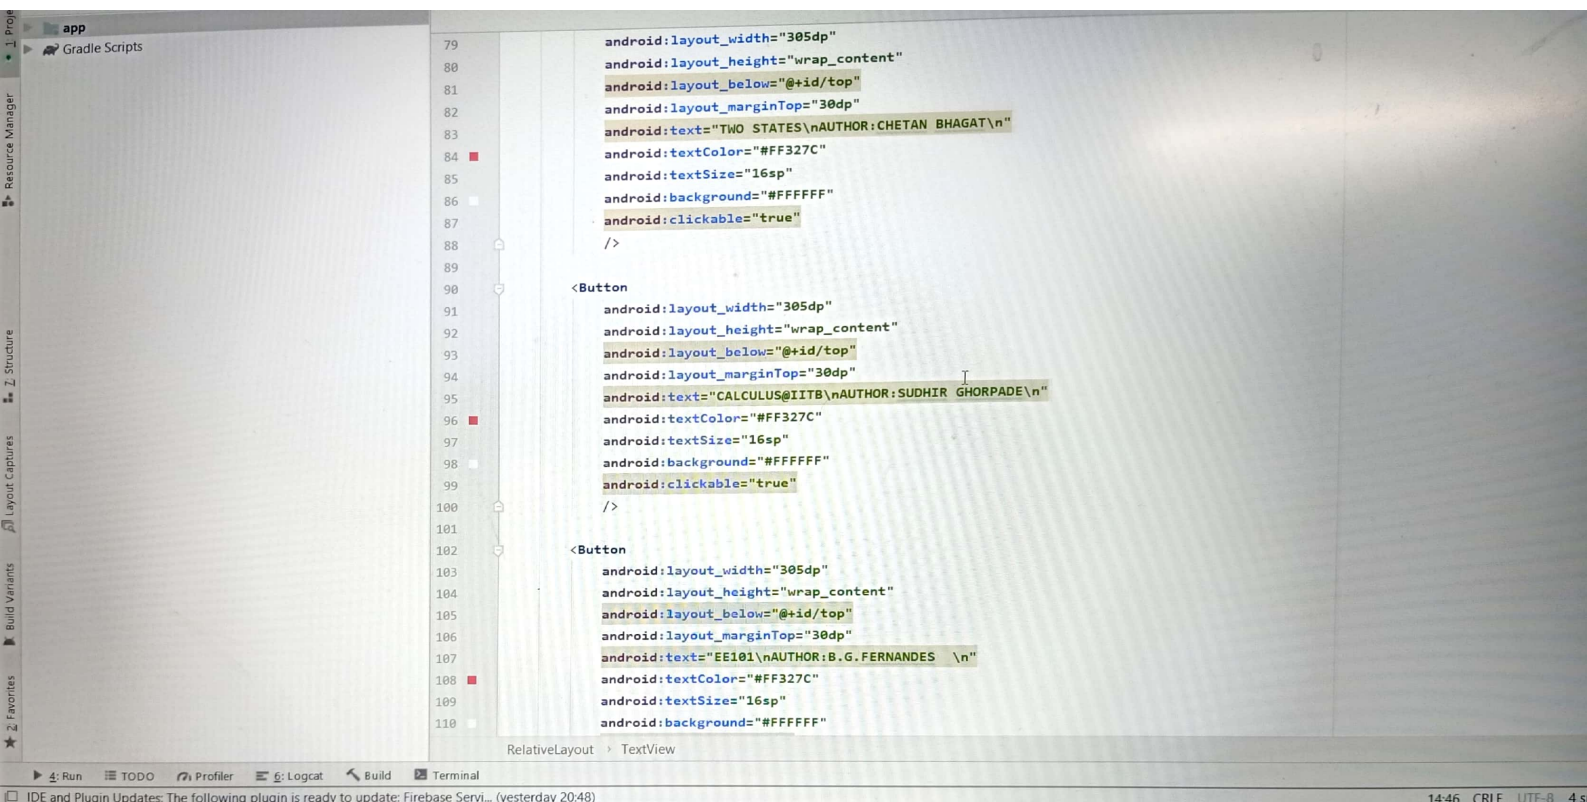 1: Proje
app
Gradle Scripts
Resource Manager
7: Structure
Layout Captures
Build Variants
2: Favorites
79 android:layout_width="305dp"
80 android:layout_height="wrap_content"
81 android:layout_below="@+id/top"
82 android:layout_marginTop="30dp"
83 android:text="TWO STATES\nAUTHOR:CHETAN BHAGAT\n"
84 android:textColor="#FF327C"
85 android:textSize="16sp"
86 android:background="#FFFFFF"
87 android:clickable="true"
88 />
89
90 <Button
91 android:layout_width="305dp"
92 android:layout_height="wrap_content"
93 android:layout_below="@+id/top"
94 android:layout_marginTop="30dp"
95 android:text="CALCULUS@IITB\nAUTHOR:SUDHIR GHORPADE\n"
96 android:textColor="#FF327C"
97 android:textSize="16sp"
98 android:background="#FFFFFF"
99 android:clickable="true"
100 />
101
102 <Button
103 android:layout_width="305dp"
104 android:layout_height="wrap_content"
105 android:layout_below="@+id/top"
106 android:layout_marginTop="30dp"
107 android:text="EE101\nAUTHOR:B.G.FERNANDES  \n"
108 android:textColor="#FF327C"
109 android:textSize="16sp"
110 android:background="#FFFFFF"
RelativeLayout › TextView
4: Run TODO Profiler 6: Logcat Build Terminal
IDE and Plugin Updates: The following plugin is ready to update: Firebase Servi... (yesterday 20:48) 14:46 CRLF UTF-8 4 s